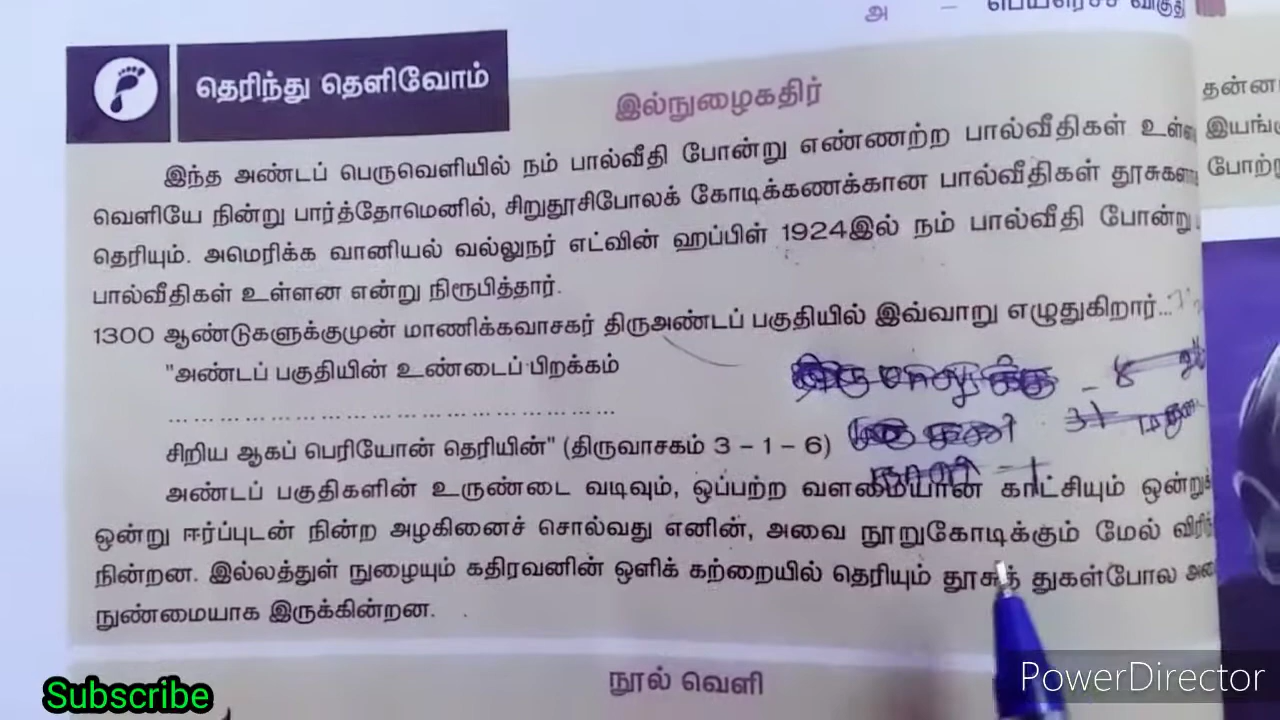 அ – பெயரெச்ச விகுதி
தெரிந்து தெளிவோம்
இல்நுழைகதிர்
இந்த அண்டப் பெருவெளியில் நம் பால்வீதி போன்று எண்ணற்ற பால்வீதிகள்
வெளியே நின்று பார்த்தோமெனில், சிறுதூசிபோலக் கோடிக்கணக்கான பால்வீதிகள்
தெரியும். அமெரிக்க வானியல் வல்லுநர் எட்வின் ஹப்பிள் 1924இல் நம் பால்வீதி போன்று
பால்வீதிகள் உள்ளன என்று நிரூபித்தார்.
1300 ஆண்டுகளுக்குமுன் மாணிக்கவாசகர் திருஅண்டப் பகுதியில் இவ்வாறு எழுதுகிறார்...
"அண்டப் பகுதியின் உண்டைப் பிறக்கம்
................................................
சிறிய ஆகப் பெரியோன் தெரியின்" (திருவாசகம் 3 – 1 – 6)
அண்டப் பகுதிகளின் உருண்டை வடிவும், ஒப்பற்ற வளமையான காட்சியும்
ஒன்று ஈர்ப்புடன் நின்ற அழகினைச் சொல்வது எனின், அவை நூறுகோடிக்கும் மேல்
நின்றன. இல்லத்துள் நுழையும் கதிரவனின் ஒளிக் கற்றையில் தெரியும் தூசுத் துகள்போல
நுண்மையாக இருக்கின்றன.
நூல் வெளி
Subscribe
PowerDirector